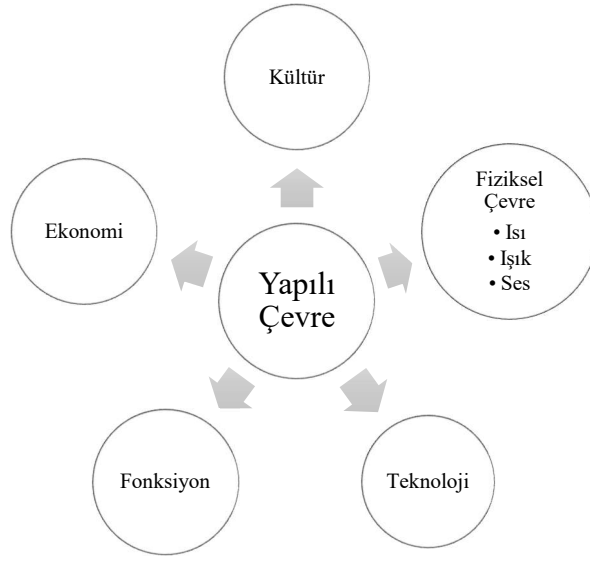 Kültür
Ekonomi
Fiziksel
Çevre
• Isı
• Işık
• Ses
Yapılı
Çevre
Fonksiyon
Teknoloji